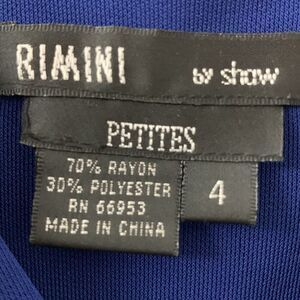 RIMINI by shaw
PETITES
70% RAYON
30% POLYESTER
RN 66953
MADE IN CHINA
4